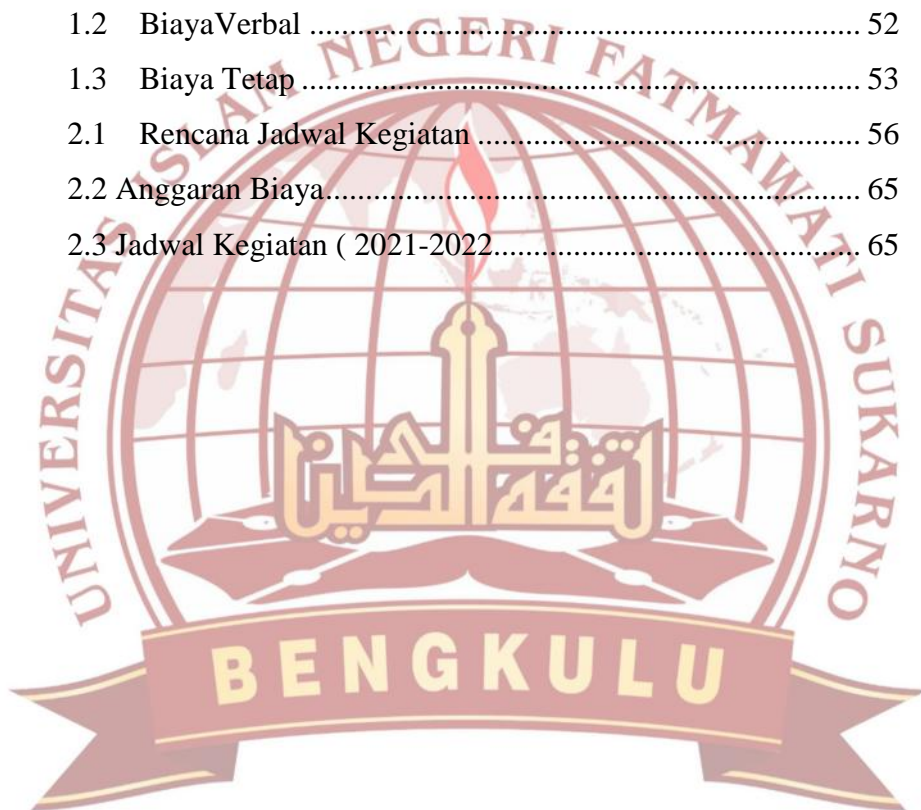 1.2 BiayaVerbal ........................................................................ 52
1.3 Biaya Tetap ......................................................................... 53
2.1 Rencana Jadwal Kegiatan .................................................. 56
2.2 Anggaran Biaya...................................................................... 65
2.3 Jadwal Kegiatan ( 2021-2022................................................ 65
UNIVERSITAS ISLAM NEGERI FATMAWATI SUKARNO
BENGKULU